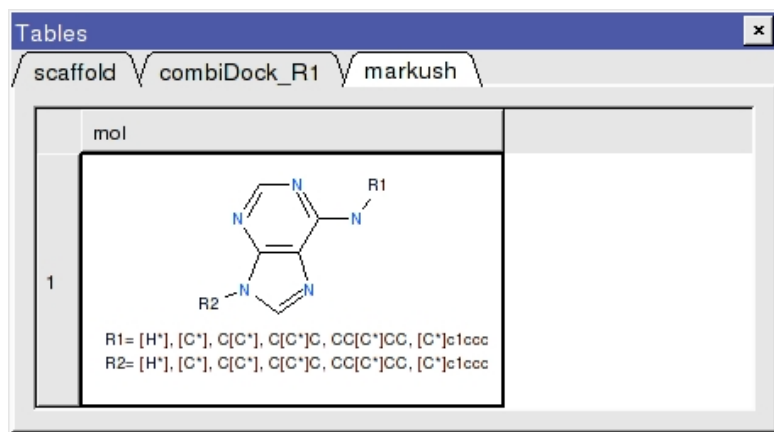 Tables
scaffold combiDock_R1 markush
mol
1
N
R1
N
N
R2
N
N
R1= [H*], [C*], C[C*], C[C*]C, CC[C*]CC, [C*]c1ccc
R2= [H*], [C*], C[C*], C[C*]C, CC[C*]CC, [C*]c1ccc